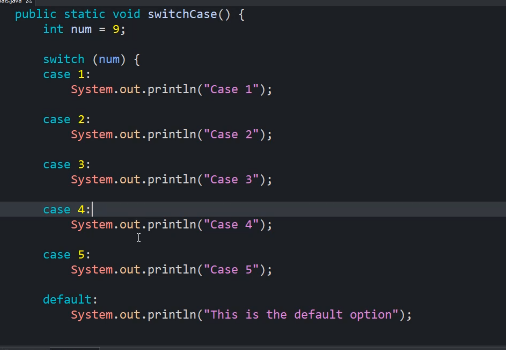 public static void switchCase() {
int num = 9;
switch (num) {
case 1:
System.out.println("Case 1");
case 2:
System.out.println("Case 2");
case 3:
System.out.println("Case 3");
case 4:
System.out.println("Case 4");
case 5:
System.out.println("Case 5");
default:
System.out.println("This is the default option");